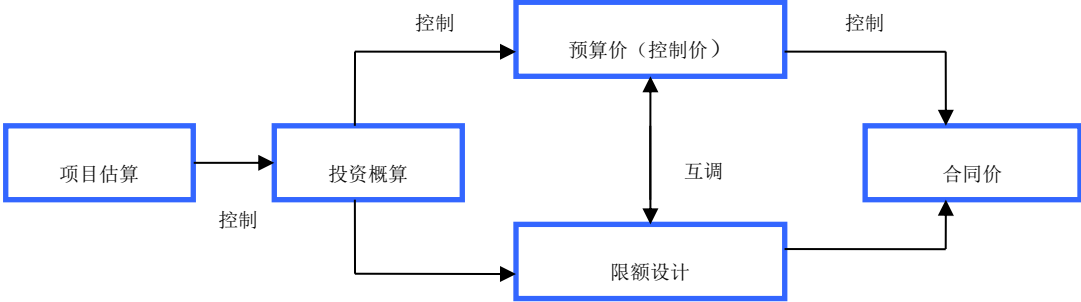 控制
控制
预算价（控制价）
项目估算
投资概算
互调
合同价
控制
限额设计